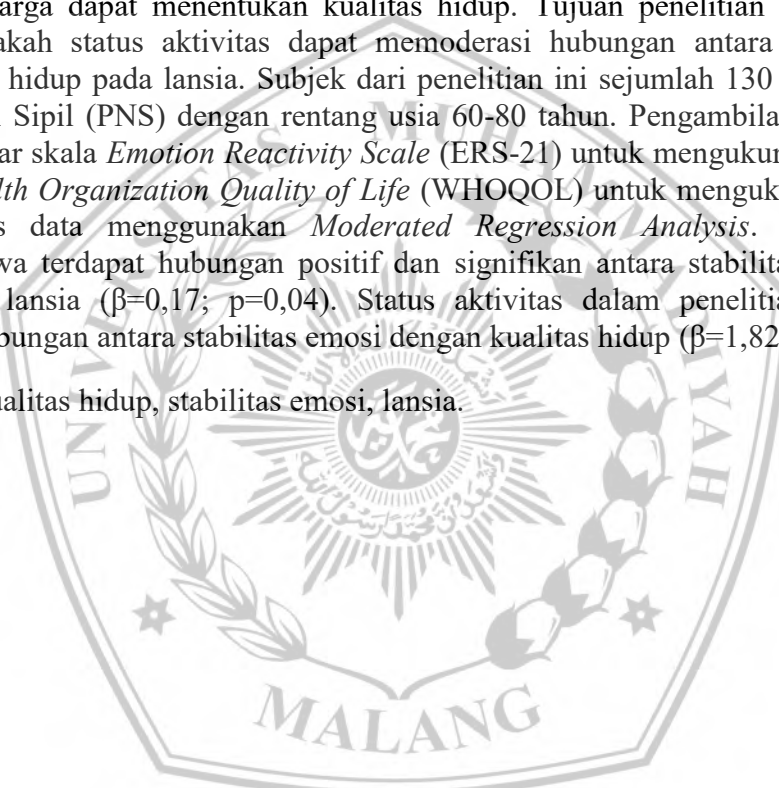 arga dapat menentukan kualitas hidup. Tujuan penelitian
akah status aktivitas dapat memoderasi hubungan antara
hidup pada lansia. Subjek dari penelitian ini sejumlah 130
Sipil (PNS) dengan rentang usia 60-80 tahun. Pengambila
ar skala Emotion Reactivity Scale (ERS-21) untuk mengukur
lth Organization Quality of Life (WHOQOL) untuk menguk
s data menggunakan Moderated Regression Analysis.
wa terdapat hubungan positif dan signifikan antara stabilita
lansia (β=0,17; p=0,04). Status aktivitas dalam penelitia
bungan antara stabilitas emosi dengan kualitas hidup (β=1,82
ualitas hidup, stabilitas emosi, lansia.
UNIVERSITAS MUHAMMADIYAH
MALANG